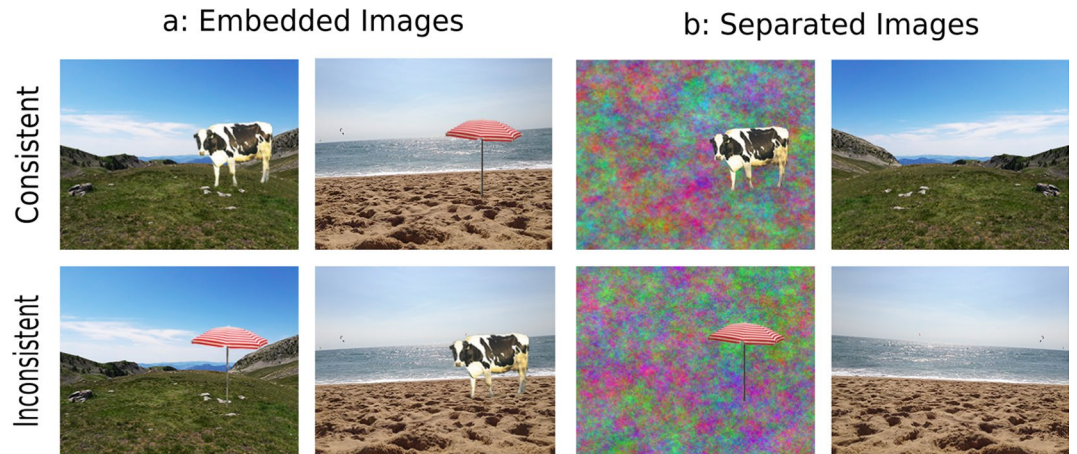 a: Embedded Images
b: Separated Images
Consistent
Inconsistent